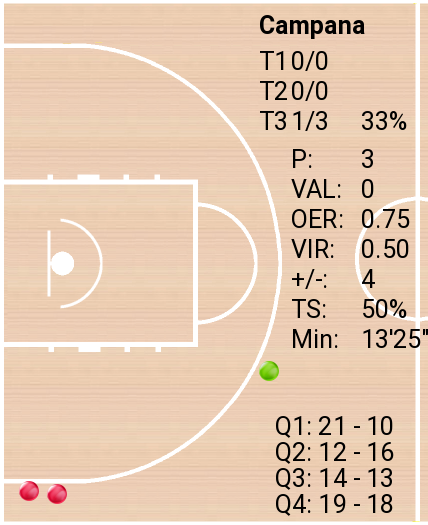 Campana
T1 0/0
T2 0/0
T3 1/3 33%
P: 3
VAL: 0
OER: 0.75
VIR: 0.50
+/-: 4
TS: 50%
Min: 13'25"
Q1: 21 - 10
Q2: 12 - 16
Q3: 14 - 13
Q4: 19 - 18